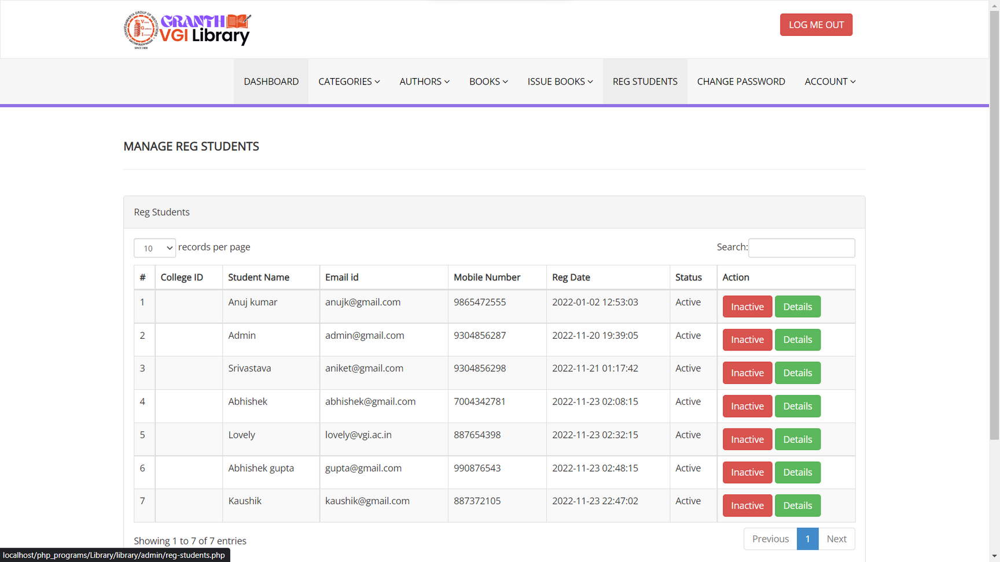 GRANTH
VGI Library
SINCE 2000
LOG ME OUT
DASHBOARD CATEGORIES AUTHORS BOOKS ISSUE BOOKS REG STUDENTS CHANGE PASSWORD ACCOUNT
MANAGE REG STUDENTS
Reg Students
10 records per page Search:
# College ID Student Name Email id Mobile Number Reg Date Status Action
1 Anuj kumar anujk@gmail.com 9865472555 2022-01-02 12:53:03 Active Inactive Details
2 Admin admin@gmail.com 9304856287 2022-11-20 19:39:05 Active Inactive Details
3 Srivastava aniket@gmail.com 9304856298 2022-11-21 01:17:42 Active Inactive Details
4 Abhishek abhishek@gmail.com 7004342781 2022-11-23 02:08:15 Active Inactive Details
5 Lovely lovely@vgi.ac.in 887654398 2022-11-23 02:32:15 Active Inactive Details
6 Abhishek gupta gupta@gmail.com 990876543 2022-11-23 02:48:15 Active Inactive Details
7 Kaushik kaushik@gmail.com 887372105 2022-11-23 22:47:02 Active Inactive Details
Showing 1 to 7 of 7 entries Previous 1 Next
localhost/php_programs/Library/library/admin/reg-students.php